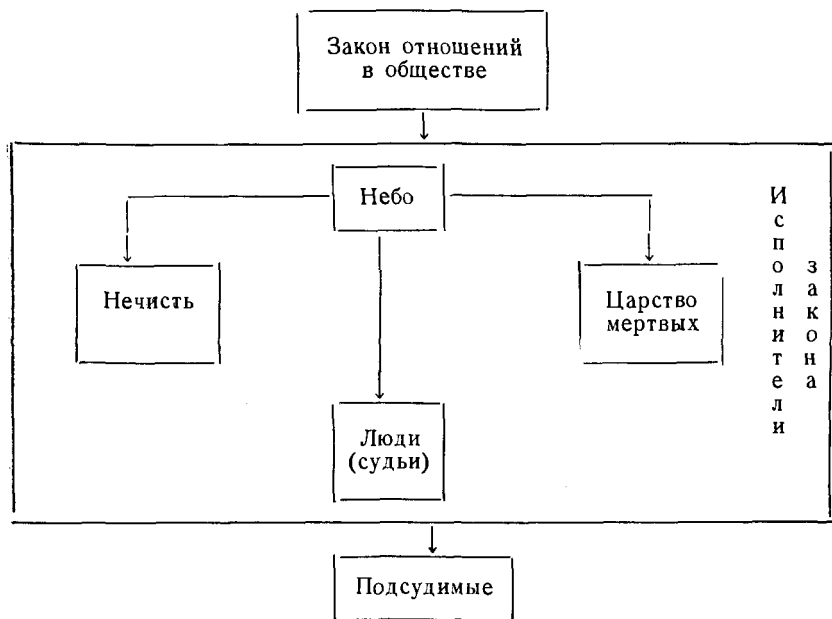 Закон отношений
в обществе
Небо
Нечисть
Царство
мертвых
Люди
(судьи)
Исполнители
закона
Подсудимые